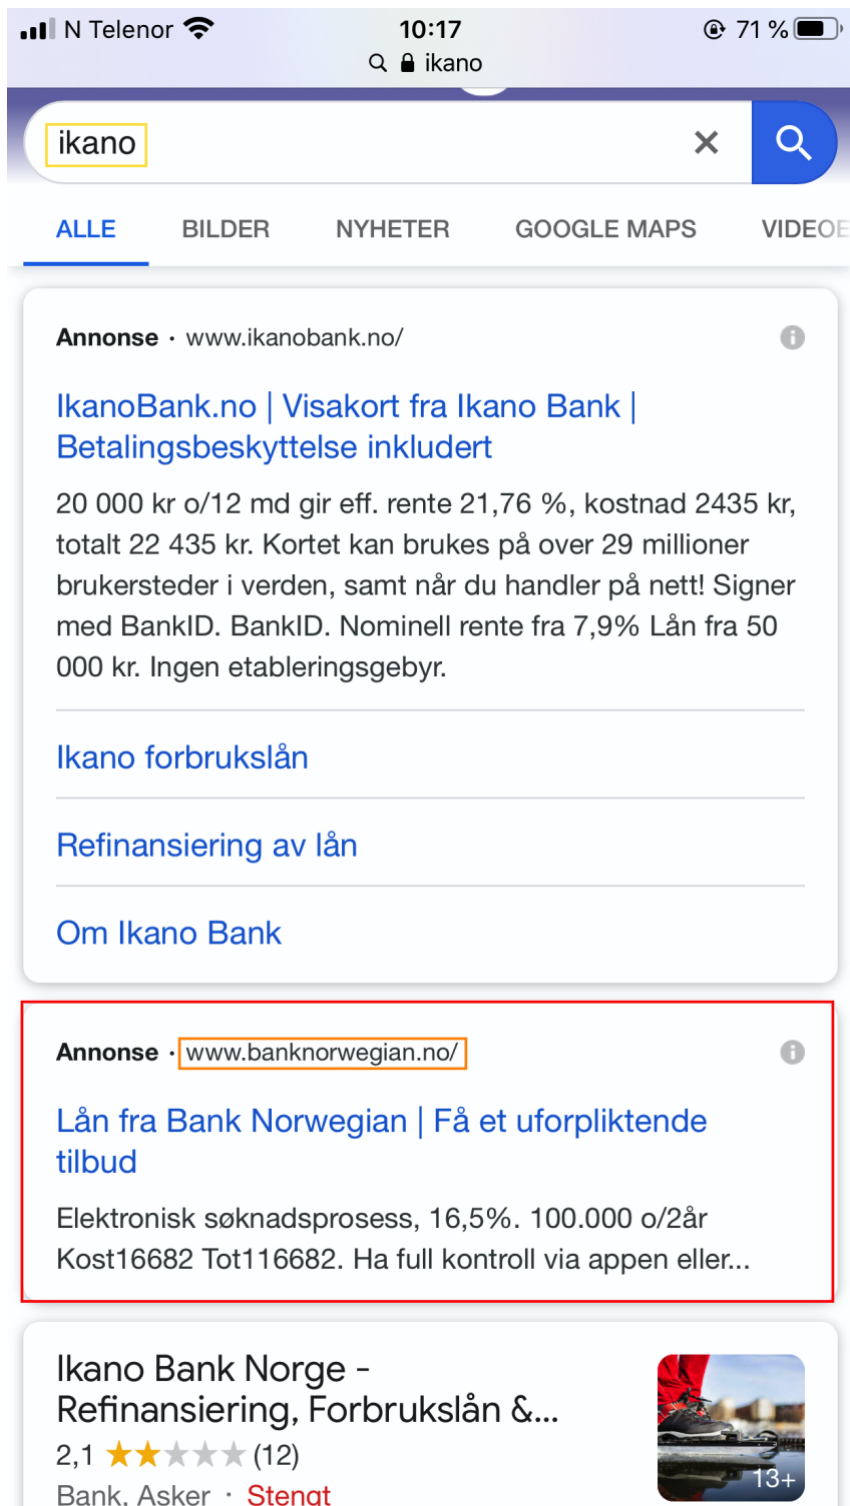 N Telenor 10:17 71 %
ikano
ikano
ALLE BILDER NYHETER GOOGLE MAPS VIDEOE
Annonse · www.ikanobank.no/
IkanoBank.no | Visakort fra Ikano Bank |
Betalingsbeskyttelse inkludert
20 000 kr o/12 md gir eff. rente 21,76 %, kostnad 2435 kr,
totalt 22 435 kr. Kortet kan brukes på over 29 millioner
brukersteder i verden, samt når du handler på nett! Signer
med BankID. BankID. Nominell rente fra 7,9% Lån fra 50
000 kr. Ingen etableringsgebyr.
Ikano forbrukslån
Refinansiering av lån
Om Ikano Bank
Annonse · www.banknorwegian.no/
Lån fra Bank Norwegian | Få et uforpliktende
tilbud
Elektronisk søknadsprosess, 16,5%. 100.000 o/2år
Kost16682 Tot116682. Ha full kontroll via appen eller...
Ikano Bank Norge -
Refinansiering, Forbrukslån &...
2,1 ★★★★★ (12)
13+
Bank, Asker · Stengt